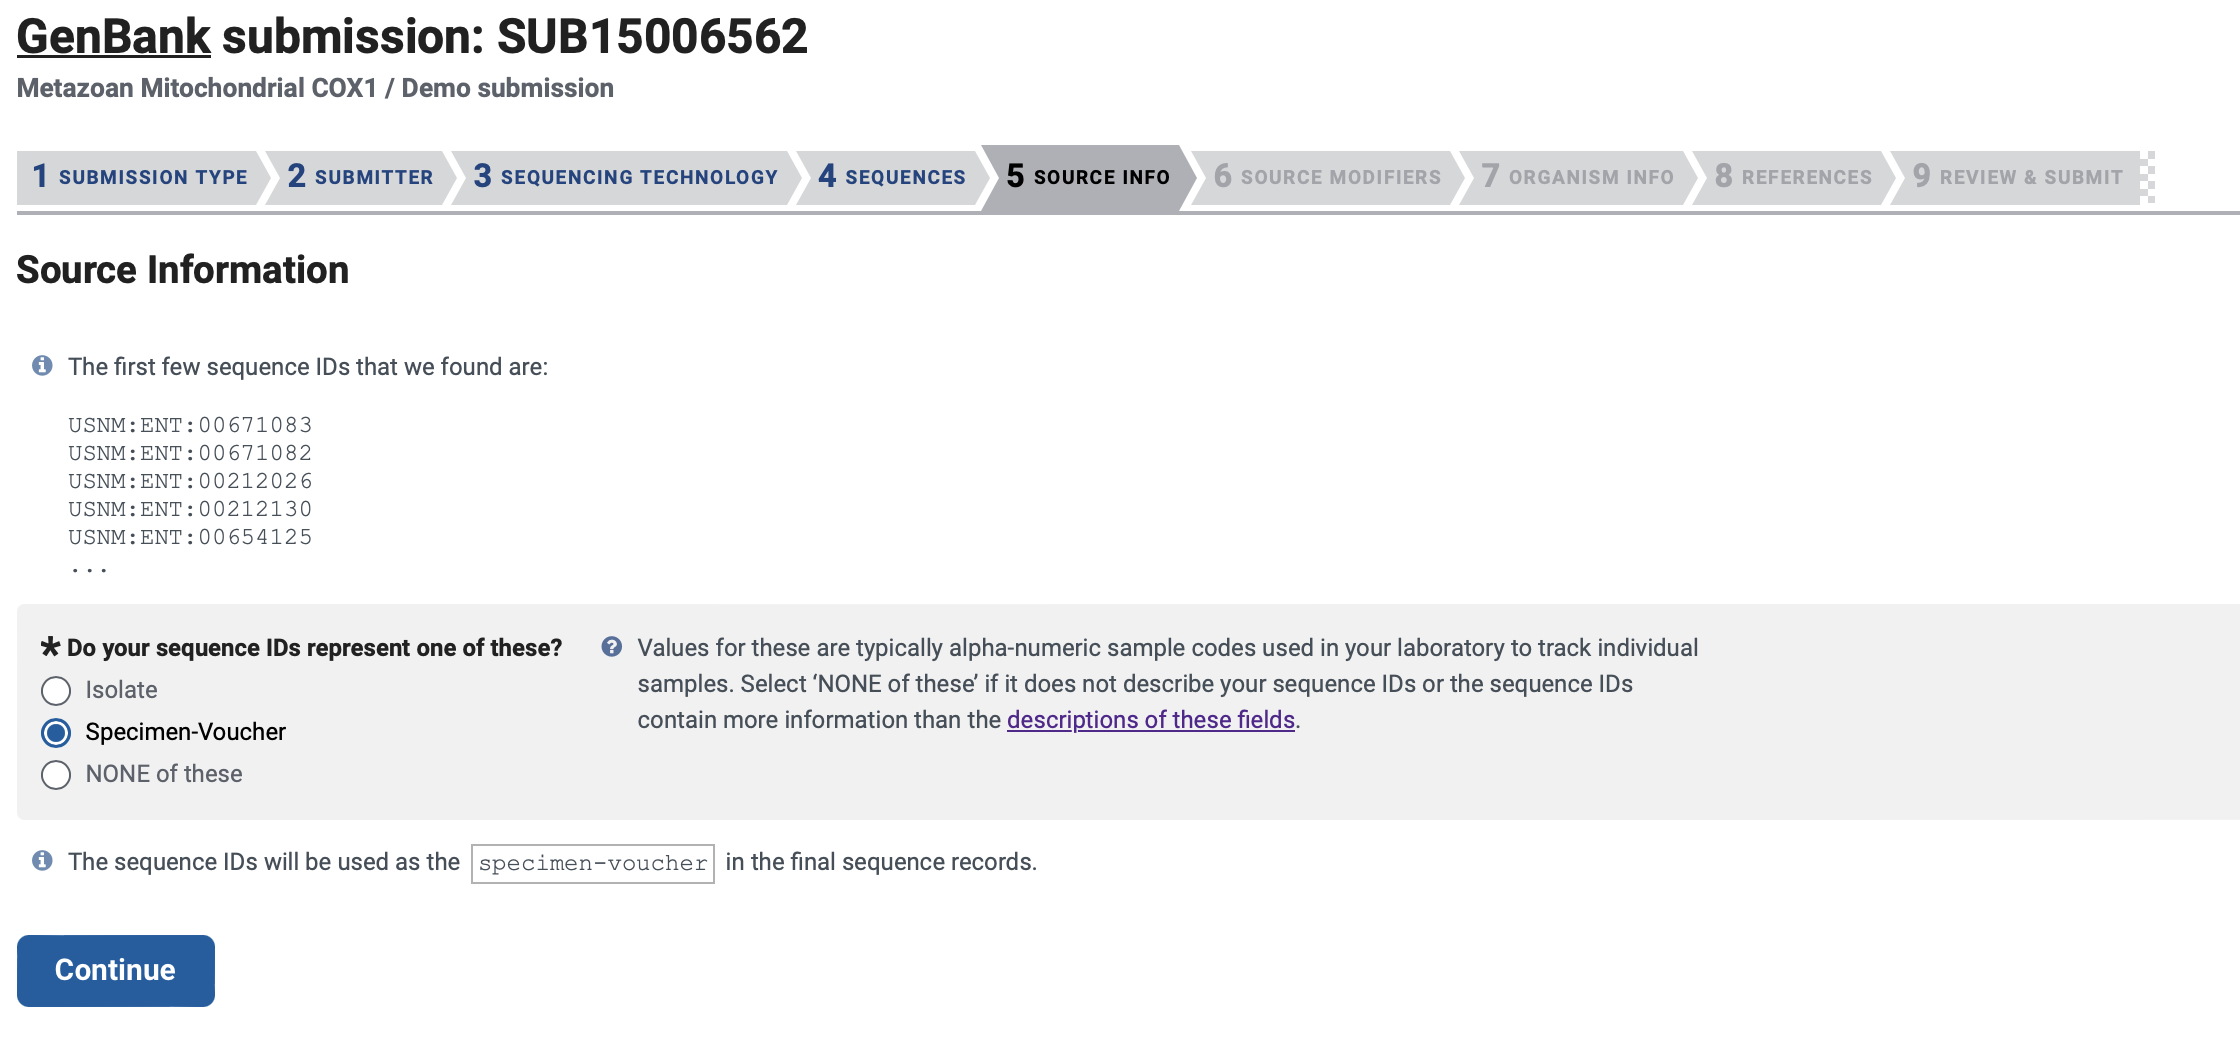 GenBank submission: SUB15006562
Metazoan Mitochondrial COX1 / Demo submission
1 SUBMISSION TYPE 2 SUBMITTER 3 SEQUENCING TECHNOLOGY 4 SEQUENCES 5 SOURCE INFO 6 SOURCE MODIFIERS 7 ORGANISM INFO 8 REFERENCES 9 REVIEW & SUBMIT
Source Information
The first few sequence IDs that we found are:
USNM:ENT:00671083
USNM:ENT:00671082
USNM:ENT:00212026
USNM:ENT:00212130
USNM:ENT:00654125
...
* Do your sequence IDs represent one of these?
Isolate
Specimen-Voucher
NONE of these
Values for these are typically alpha-numeric sample codes used in your laboratory to track individual
samples. Select ‘NONE of these’ if it does not describe your sequence IDs or the sequence IDs
contain more information than the descriptions of these fields.
The sequence IDs will be used as the specimen-voucher in the final sequence records.
Continue